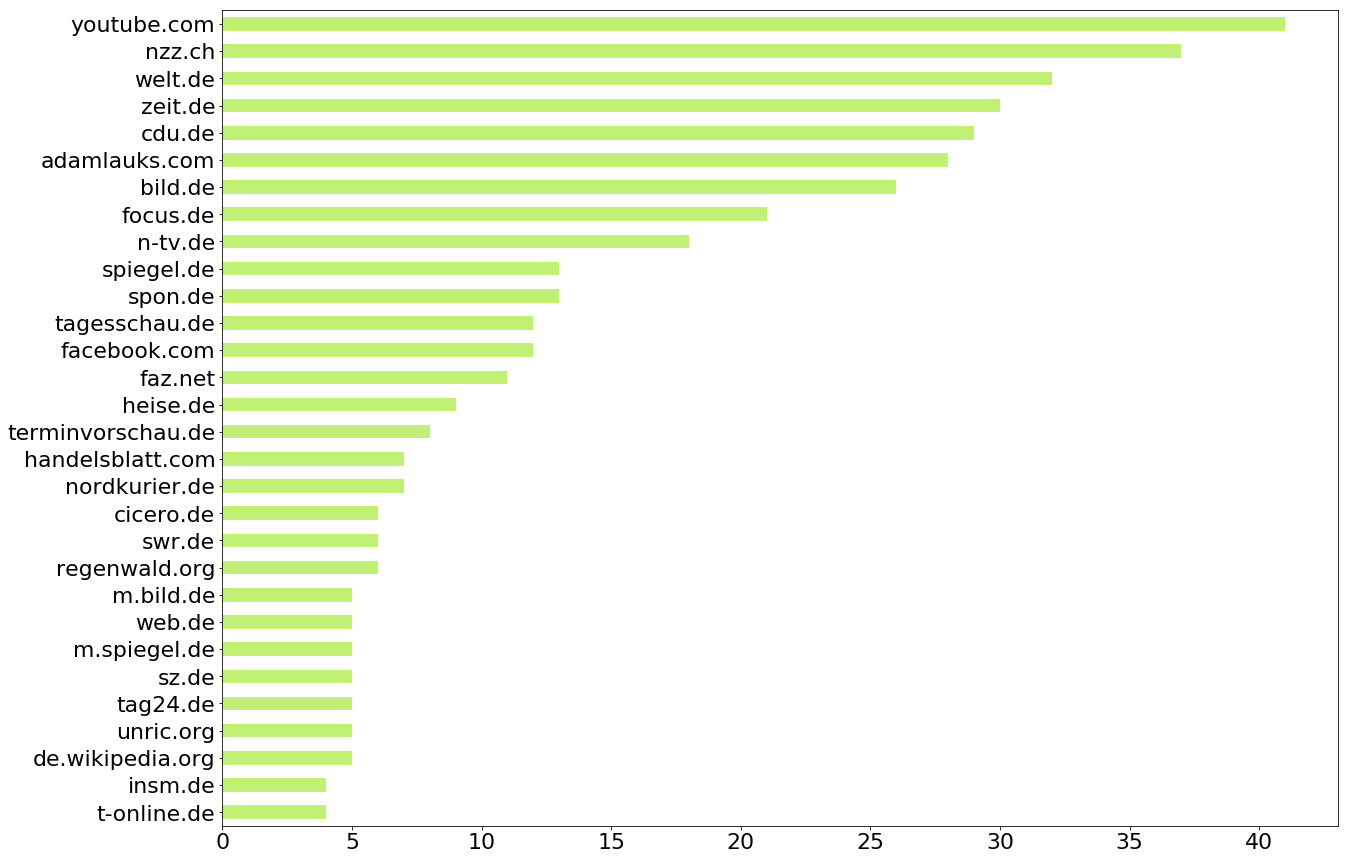 youtube.com
nzz.ch
welt.de
zeit.de
cdu.de
adamlauks.com
bild.de
focus.de
n-tv.de
spiegel.de
spon.de
tagesschau.de
facebook.com
faz.net
heise.de
terminvorschau.de
handelsblatt.com
nordkurier.de
cicero.de
swr.de
regenwald.org
m.bild.de
web.de
m.spiegel.de
sz.de
tag24.de
unric.org
de.wikipedia.org
insm.de
t-online.de
0 5 10 15 20 25 30 35 40